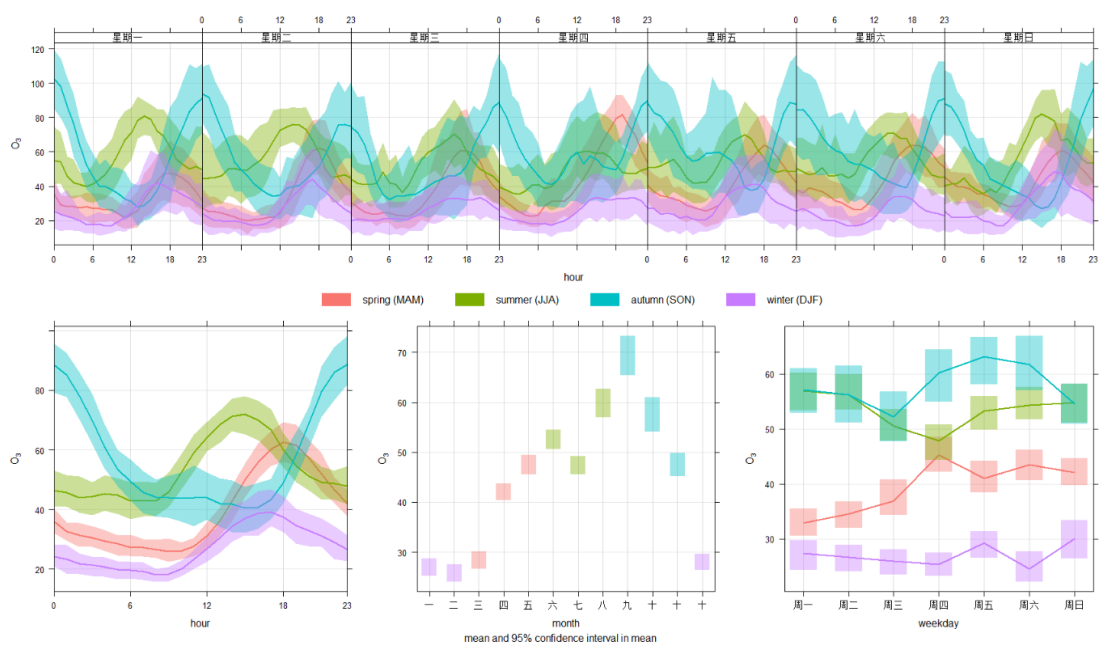 0 6 12 18 23 0 6 12 18 23 0 6 12 18 23
星期一 星期二 星期三 星期四 星期五 星期六 星期日
120
100
80
O3
60
40
20
0 6 12 18 23 0 6 12 18 23 0 6 12 18 23 0 6 12 18 23
hour
spring (MAM) summer (JJA) autumn (SON) winter (DJF)
80
60
O3
40
20
0 6 12 18 23
hour
70
60
50
O3
40
30
一 二 三 四 五 六 七 八 九 十 十 十
month
mean and 95% confidence interval in mean
60
50
O3
40
30
周一 周二 周三 周四 周五 周六 周日
weekday